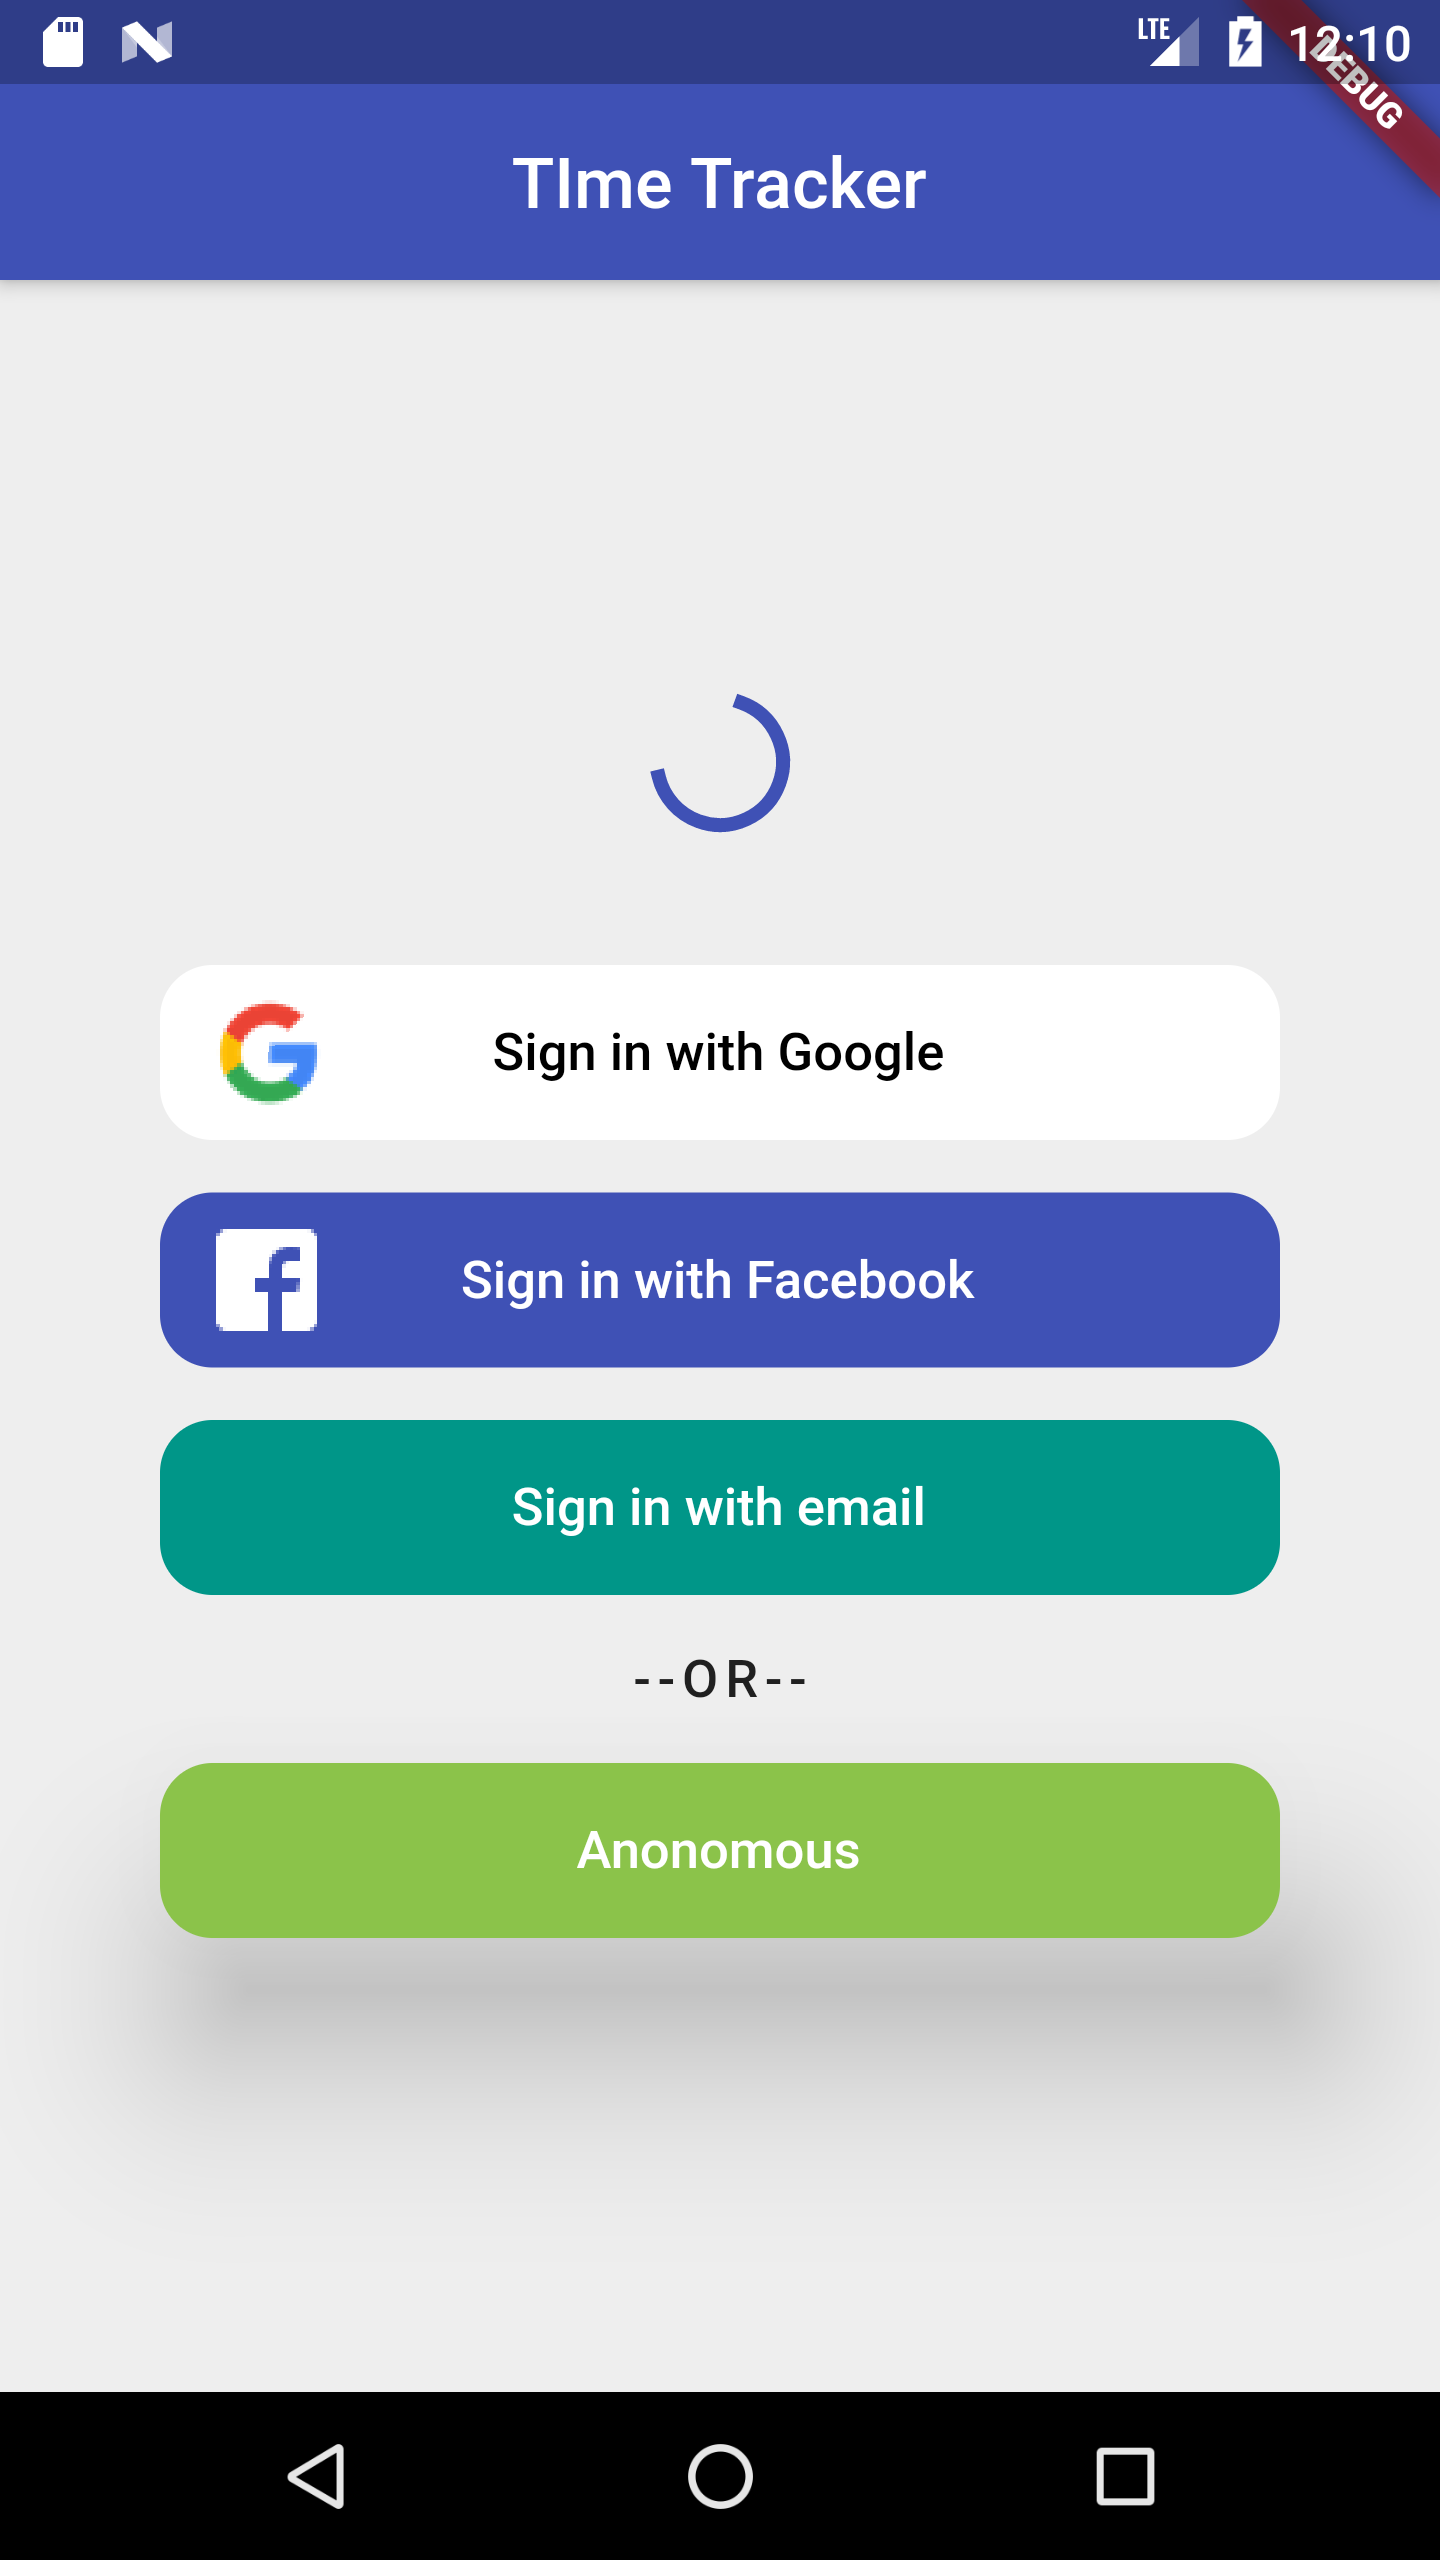 LTE 12:10
DEBUG
TIme Tracker
Sign in with Google
Sign in with Facebook
Sign in with email
--OR--
Anonomous